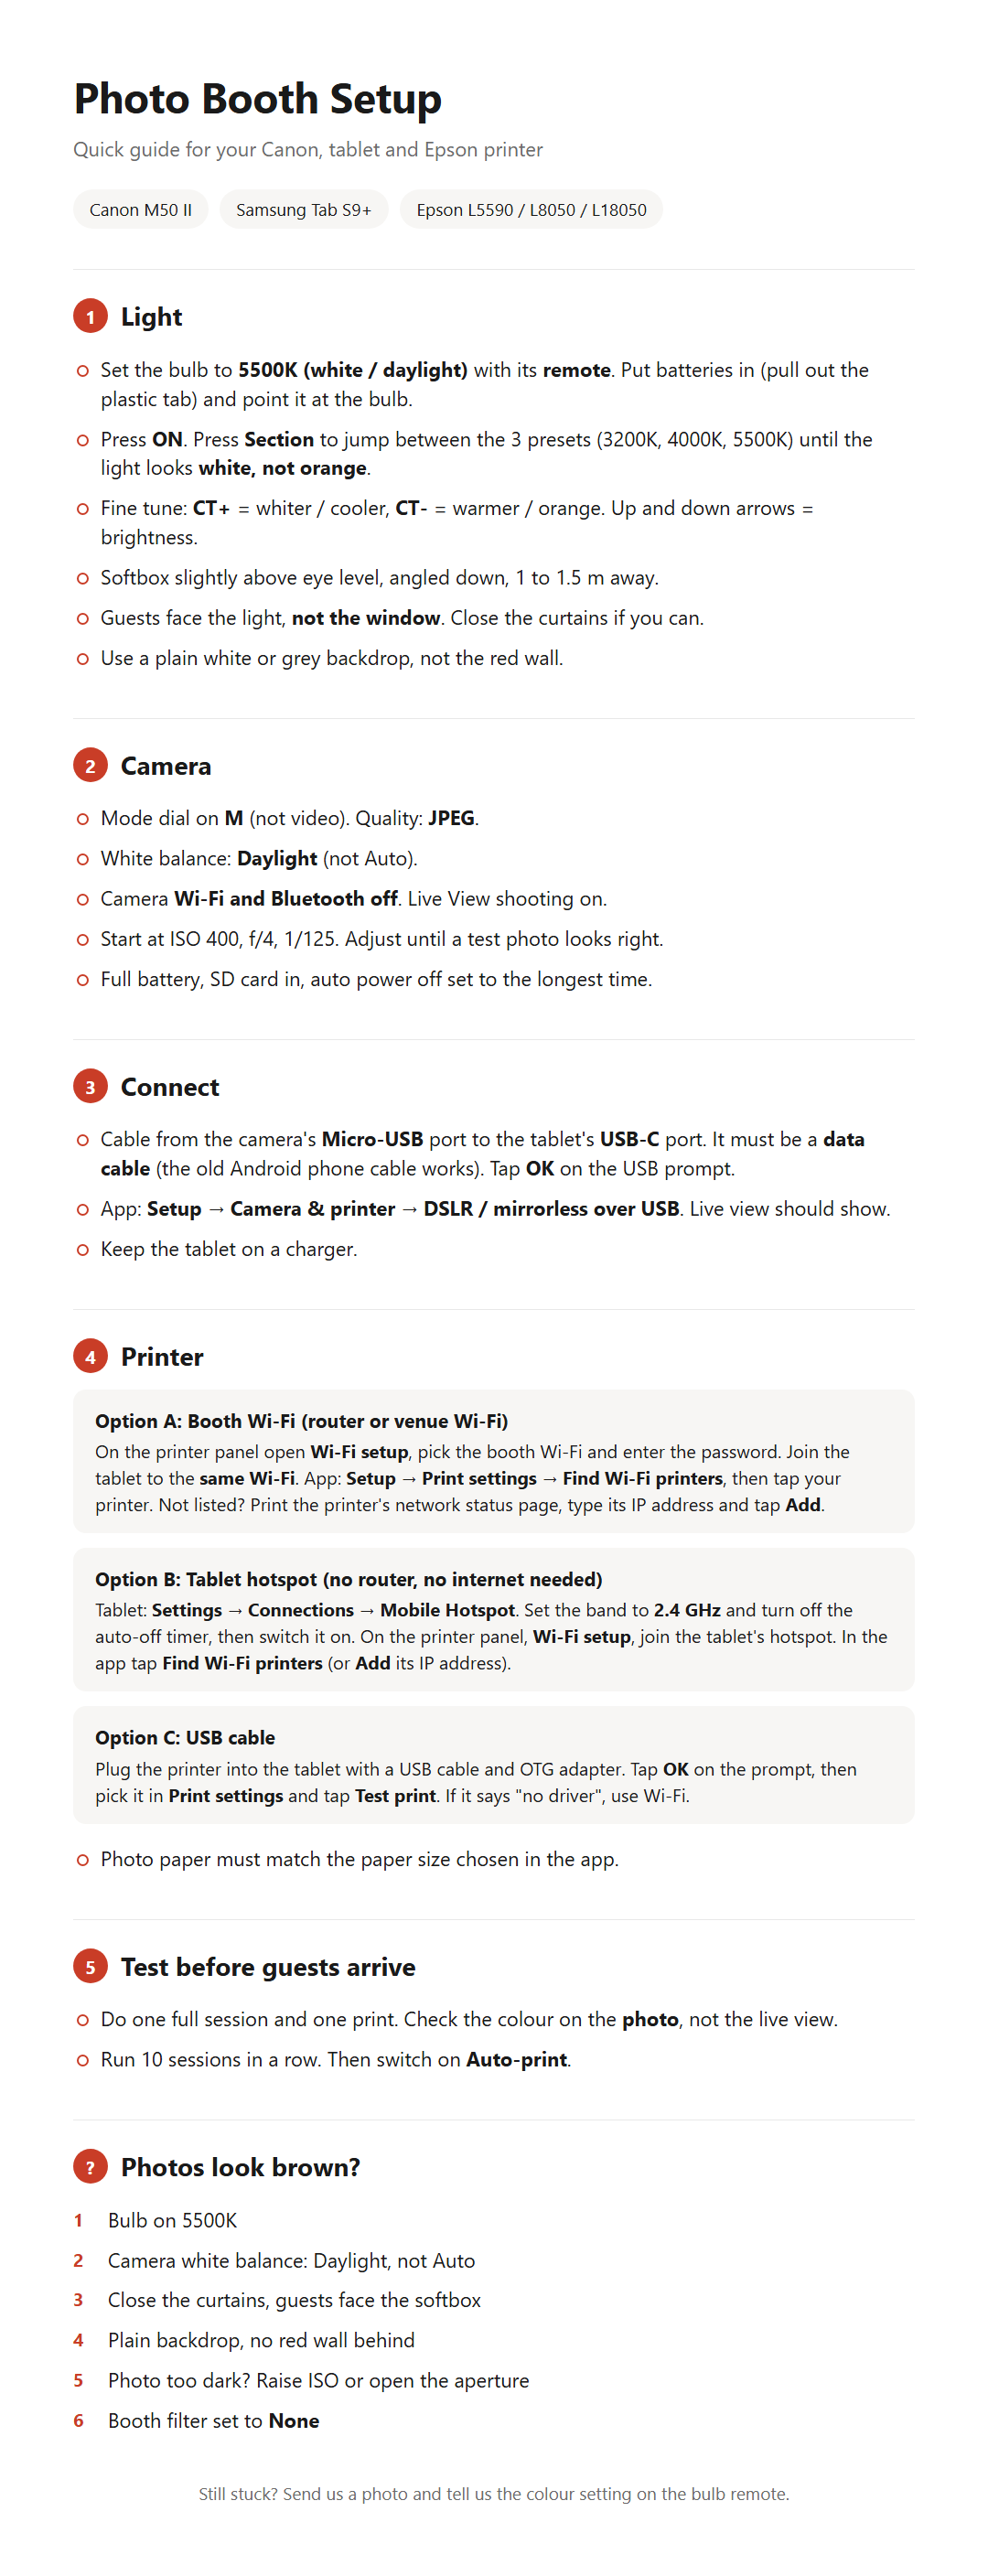 Photo Booth Setup
Quick guide for your Canon, tablet and Epson printer
Canon M50 II
Samsung Tab S9+
Epson L5590 / L8050 / L18050
1
Light
Set the bulb to 5500K (white / daylight) with its remote. Put batteries in (pull out the
plastic tab) and point it at the bulb.
Press ON. Press Section to jump between the 3 presets (3200K, 4000K, 5500K) until the
light looks white, not orange.
Fine tune: CT+ = whiter / cooler, CT- = warmer / orange. Up and down arrows =
brightness.
Softbox slightly above eye level, angled down, 1 to 1.5 m away.
Guests face the light, not the window. Close the curtains if you can.
Use a plain white or grey backdrop, not the red wall.
2
Camera
Mode dial on M (not video). Quality: JPEG.
White balance: Daylight (not Auto).
Camera Wi-Fi and Bluetooth off. Live View shooting on.
Start at ISO 400, f/4, 1/125. Adjust until a test photo looks right.
Full battery, SD card in, auto power off set to the longest time.
3
Connect
Cable from the camera's Micro-USB port to the tablet's USB-C port. It must be a data
cable (the old Android phone cable works). Tap OK on the USB prompt.
App: Setup → Camera & printer → DSLR / mirrorless over USB. Live view should show.
Keep the tablet on a charger.
4
Printer
Option A: Booth Wi-Fi (router or venue Wi-Fi)
On the printer panel open Wi-Fi setup, pick the booth Wi-Fi and enter the password. Join the
tablet to the same Wi-Fi. App: Setup → Print settings → Find Wi-Fi printers, then tap your
printer. Not listed? Print the printer's network status page, type its IP address and tap Add.
Option B: Tablet hotspot (no router, no internet needed)
Tablet: Settings → Connections → Mobile Hotspot. Set the band to 2.4 GHz and turn off the
auto-off timer, then switch it on. On the printer panel, Wi-Fi setup, join the tablet's hotspot. In the
app tap Find Wi-Fi printers (or Add its IP address).
Option C: USB cable
Plug the printer into the tablet with a USB cable and OTG adapter. Tap OK on the prompt, then
pick it in Print settings and tap Test print. If it says "no driver", use Wi-Fi.
Photo paper must match the paper size chosen in the app.
5
Test before guests arrive
Do one full session and one print. Check the colour on the photo, not the live view.
Run 10 sessions in a row. Then switch on Auto-print.
?
Photos look brown?
1 Bulb on 5500K
2 Camera white balance: Daylight, not Auto
3 Close the curtains, guests face the softbox
4 Plain backdrop, no red wall behind
5 Photo too dark? Raise ISO or open the aperture
6 Booth filter set to None
Still stuck? Send us a photo and tell us the colour setting on the bulb remote.